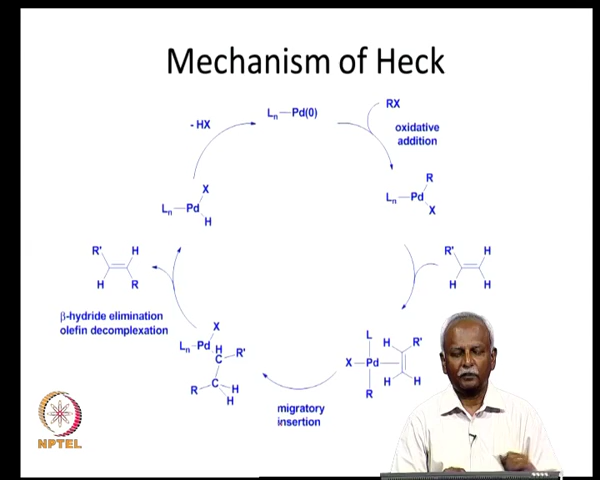 Mechanism of Heck
Ln—Pd(0)
RX
- HX
oxidative
addition
R
Ln—Pd
X
X
Ln—Pd
H
R' H
H R
R' H
H H
β-hydride elimination
olefin decomplexation
X
Ln-Pd H
C—R'
R—C—H
H
L
H R'
X—Pd
H H
R
migratory
insertion
NPTEL